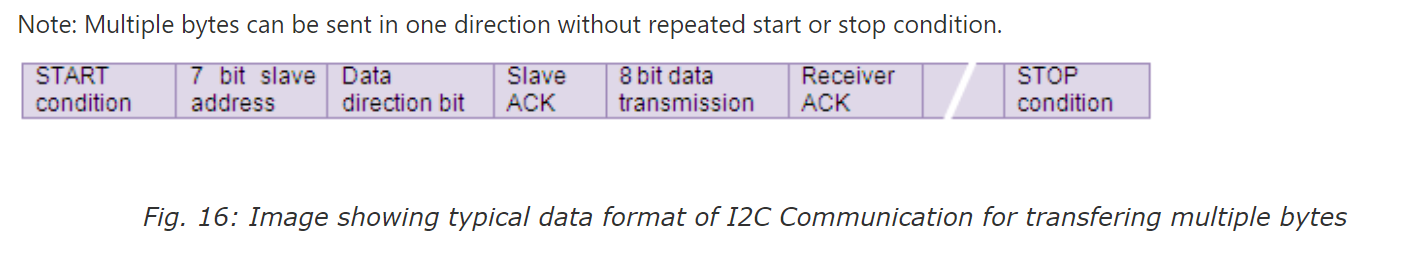 Note: Multiple bytes can be sent in one direction without repeated start or stop condition.
START condition
7 bit slave address
Data direction bit
Slave ACK
8 bit data transmission
Receiver ACK
STOP condition
Fig. 16: Image showing typical data format of I2C Communication for transfering multiple bytes